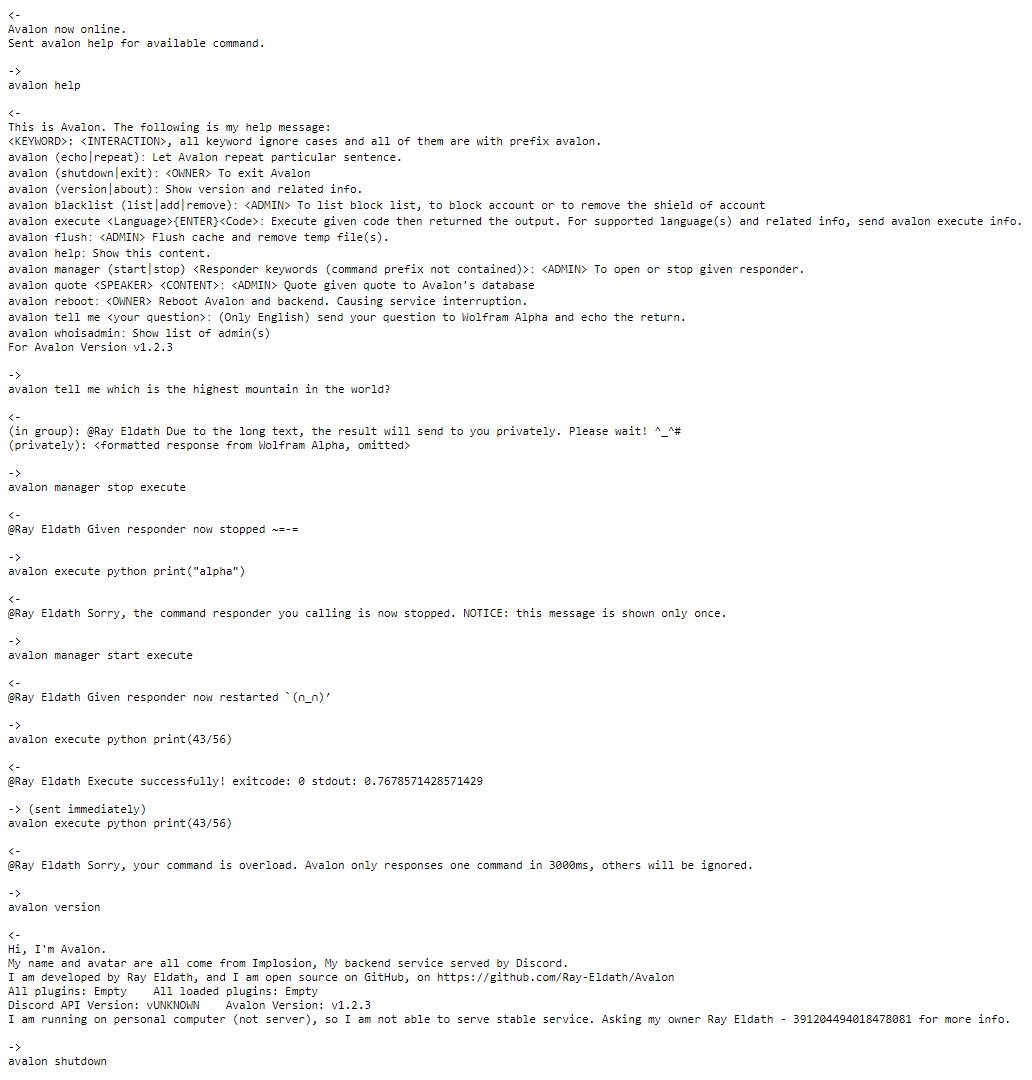 <-
Avalon now online.
Sent avalon help for available command.
->
avalon help
<-
This is Avalon. The following is my help message:
<KEYWORD>: <INTERACTION>, all keyword ignore cases and all of them are with prefix avalon.
avalon (echo|repeat): Let Avalon repeat particular sentence.
avalon (shutdown|exit): <OWNER> To exit Avalon
avalon (version|about): Show version and related info.
avalon blacklist (list|add|remove): <ADMIN> To list block list, to block account or to remove the shield of account
avalon execute <Language>{ENTER}<Code>: Execute given code then returned the output. For supported language(s) and related info, send avalon execute info.
avalon flush: <ADMIN> Flush cache and remove temp file(s).
avalon help: Show this content.
avalon manager (start|stop) <Responder keywords (command prefix not contained)>: <ADMIN> To open or stop given responder.
avalon quote <SPEAKER> <CONTENT>: <ADMIN> Quote given quote to Avalon's database
avalon reboot: <OWNER> Reboot Avalon and backend. Causing service interruption.
avalon tell me <your question>: (Only English) send your question to Wolfram Alpha and echo the return.
avalon whoisadmin: Show list of admin(s)
For Avalon Version v1.2.3
->
avalon tell me which is the highest mountain in the world?
<-
(in group): @Ray Eldath Due to the long text, the result will send to you privately. Please wait! ^_^#
(privately): <formatted response from Wolfram Alpha, omitted>
->
avalon manager stop execute
<-
@Ray Eldath Given responder now stopped ~=-=
->
avalon execute python print("alpha")
<-
@Ray Eldath Sorry, the command responder you calling is now stopped. NOTICE: this message is shown only once.
->
avalon manager start execute
<-
@Ray Eldath Given responder now restarted `(∩_∩)′
->
avalon execute python print(43/56)
<-
@Ray Eldath Execute successfully! exitcode: 0 stdout: 0.7678571428571429
-> (sent immediately)
avalon execute python print(43/56)
<-
@Ray Eldath Sorry, your command is overload. Avalon only responses one command in 3000ms, others will be ignored.
->
avalon version
<-
Hi, I'm Avalon.
My name and avatar are all come from Implosion, My backend service served by Discord.
I am developed by Ray Eldath, and I am open source on GitHub, on https://github.com/Ray-Eldath/Avalon
All plugins: Empty    All loaded plugins: Empty
Discord API Version: vUNKNOWN    Avalon Version: v1.2.3
I am running on personal computer (not server), so I am not able to serve stable service. Asking my owner Ray Eldath - 391204494018478081 for more info.
->
avalon shutdown